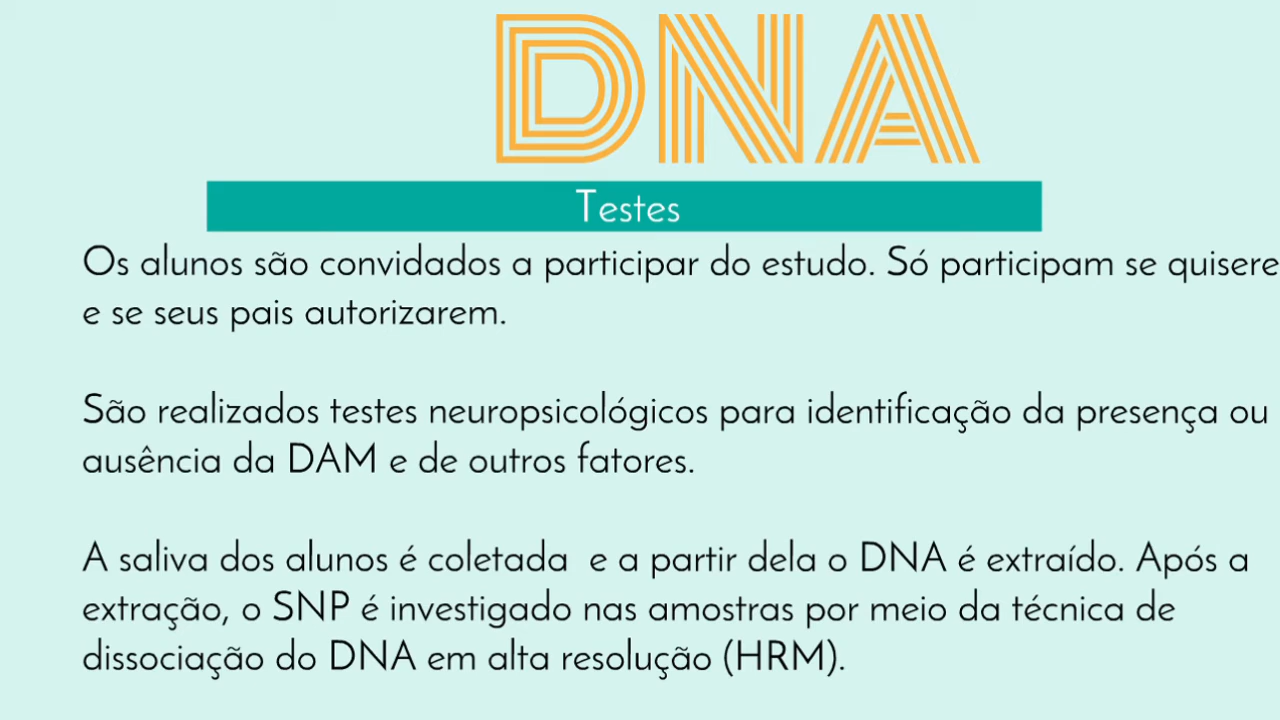 DNA
Testes
Os alunos são convidados a participar do estudo. Só participam se quisere
e se seus pais autorizarem.
São realizados testes neuropsicológicos para identificação da presença ou
ausência da DAM e de outros fatores.
A saliva dos alunos é coletada e a partir dela o DNA é extraído. Após a
extração, o SNP é investigado nas amostras por meio da técnica de
dissociação do DNA em alta resolução (HRM).